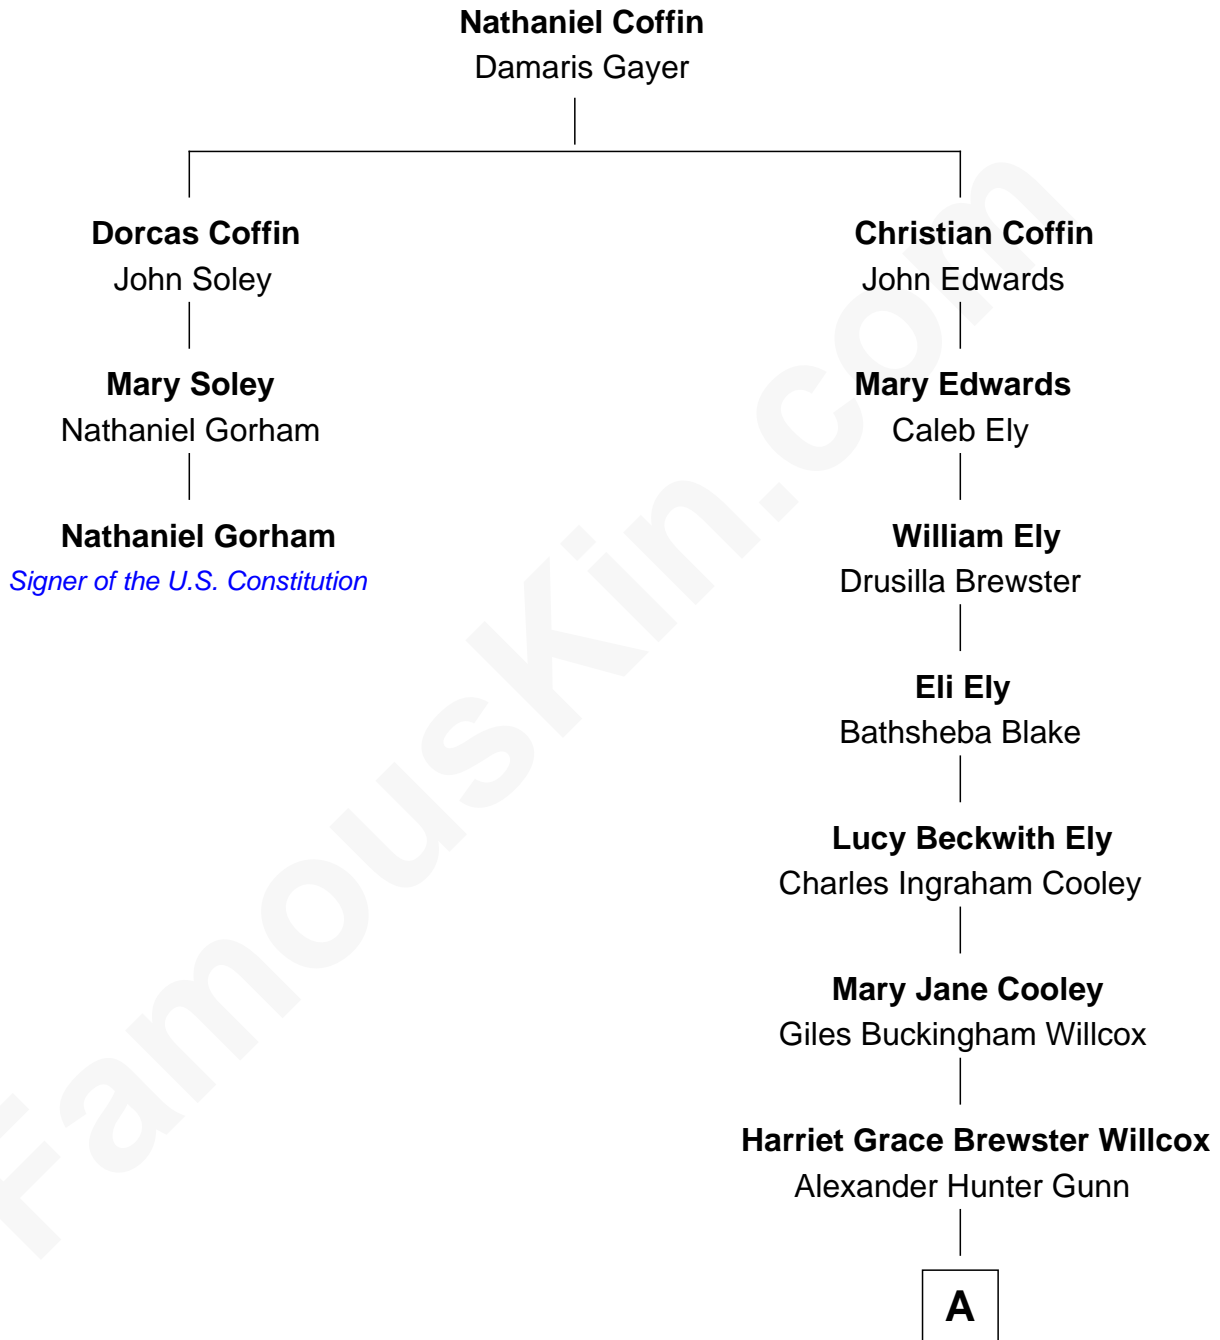 Nathaniel Coffin
Damaris Gayer
Dorcas Coffin
John Soley
Christian Coffin
John Edwards
Mary Soley
Nathaniel Gorham
Mary Edwards
Caleb Ely
Nathaniel Gorham
Signer of the U.S. Constitution
William Ely
Drusilla Brewster
Eli Ely
Bathsheba Blake
Lucy Beckwith Ely
Charles Ingraham Cooley
Mary Jane Cooley
Giles Buckingham Willcox
Harriet Grace Brewster Willcox
Alexander Hunter Gunn
A
FamousKin.com